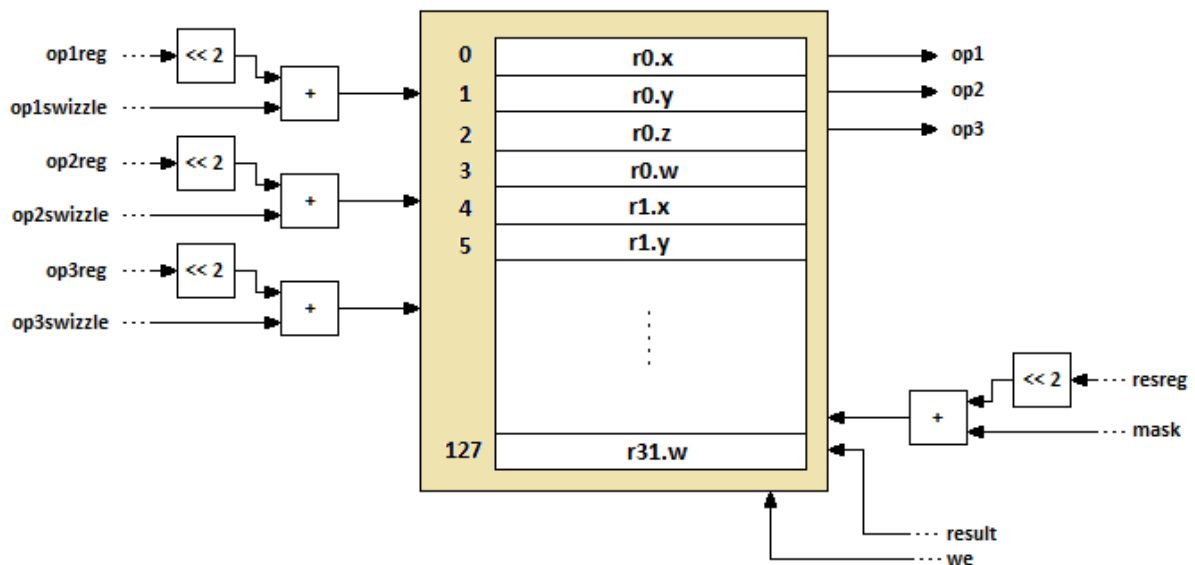 op1reg
<< 2
+
op1swizzle
op2reg
<< 2
+
op2swizzle
op3reg
<< 2
+
op3swizzle
0 r0.x
1 r0.y
2 r0.z
3 r0.w
4 r1.x
5 r1.y
127 r31.w
op1
op2
op3
<< 2
resreg
+
mask
result
we